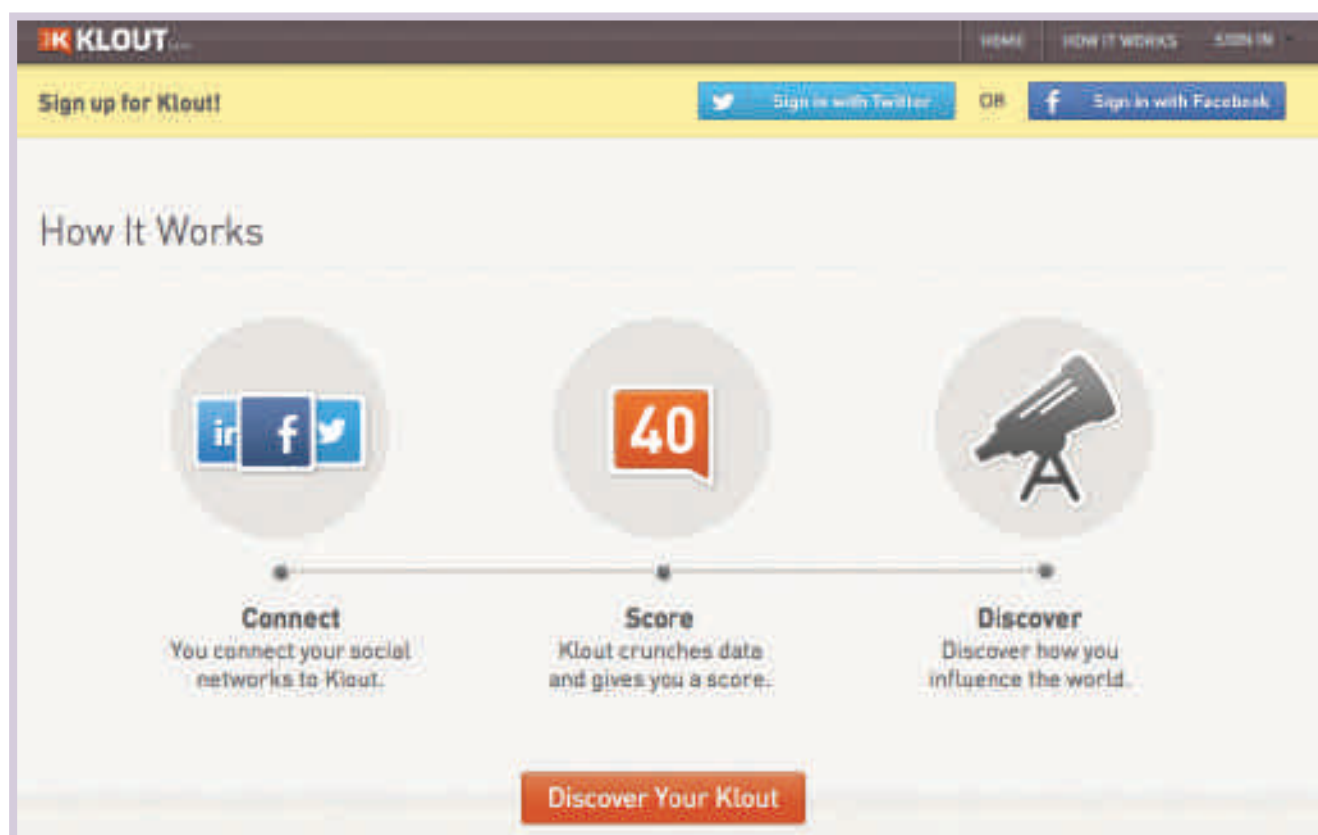 KLOUT
HOME HOW IT WORKS SIGN IN
Sign up for Klout!
Sign in with Twitter OR f Sign in with Facebook
How It Works
in f
40
Connect
You connect your social
networks to Klout.
Score
Klout crunches data
and gives you a score.
Discover
Discover how you
influence the world.
Discover Your Klout